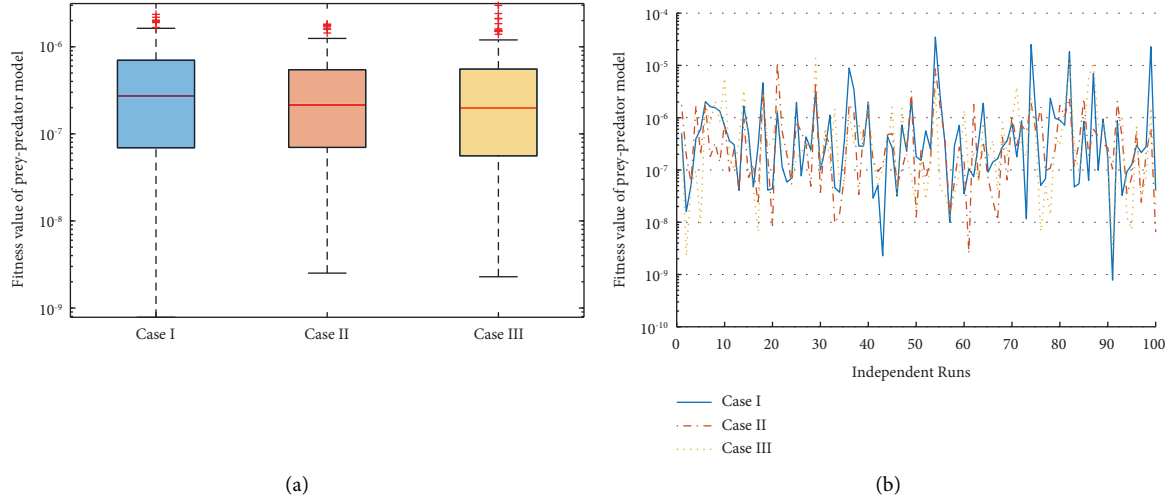 Fitness value of prey-predator model
10-6
10-7
10-8
10-9
Case I
Case II
Case III
(a)
Fitness value of prey-predator model
10-4
10-5
10-6
10-7
10-8
10-9
10-10
0 10 20 30 40 50 60 70 80 90 100
Independent Runs
Case I
Case II
Case III
(b)